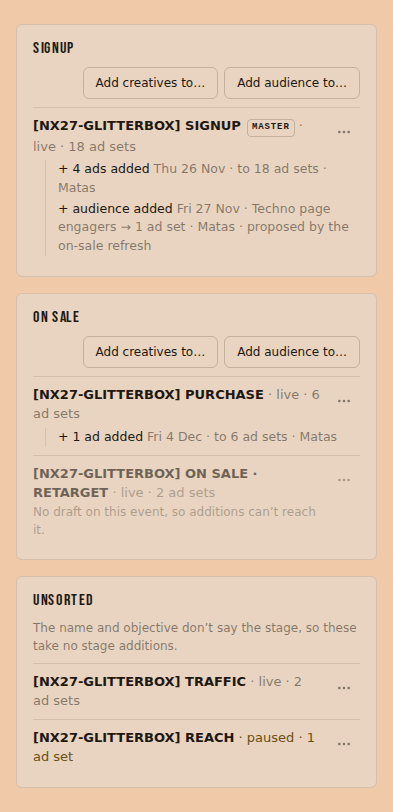 SIGNUP
Add creatives to…
Add audience to…
[NX27-GLITTERBOX] SIGNUP MASTER ·
live · 18 ad sets
…
+ 4 ads added Thu 26 Nov · to 18 ad sets ·
Matas
+ audience added Fri 27 Nov · Techno page
engagers → 1 ad set · Matas · proposed by the
on-sale refresh
ON SALE
Add creatives to…
Add audience to…
[NX27-GLITTERBOX] PURCHASE · live · 6
ad sets
…
+ 1 ad added Fri 4 Dec · to 6 ad sets · Matas
[NX27-GLITTERBOX] ON SALE ·
RETARGET · live · 2 ad sets
…
No draft on this event, so additions can’t reach
it.
UNSORTED
The name and objective don’t say the stage, so these
take no stage additions.
[NX27-GLITTERBOX] TRAFFIC · live · 2
ad sets
…
[NX27-GLITTERBOX] REACH · paused · 1
ad set
…